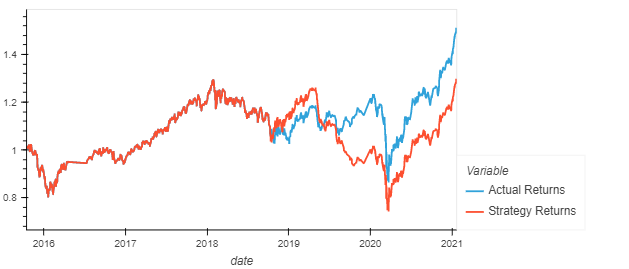 1.4
1.2
1
0.8
2016 2017 2018 2019 2020 2021
date
Variable
Actual Returns
Strategy Returns